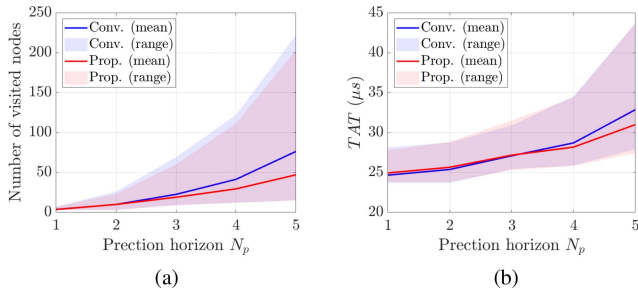 250
200
150
100
50
0
Number of visited nodes
Conv. (mean)
Conv. (range)
Prop. (mean)
Prop. (range)
1 2 3 4 5
Prection horizon N_p
(a)
45
40
35
30
25
20
TAT (μs)
Conv. (mean)
Conv. (range)
Prop. (mean)
Prop. (range)
1 2 3 4 5
Prection horizon N_p
(b)